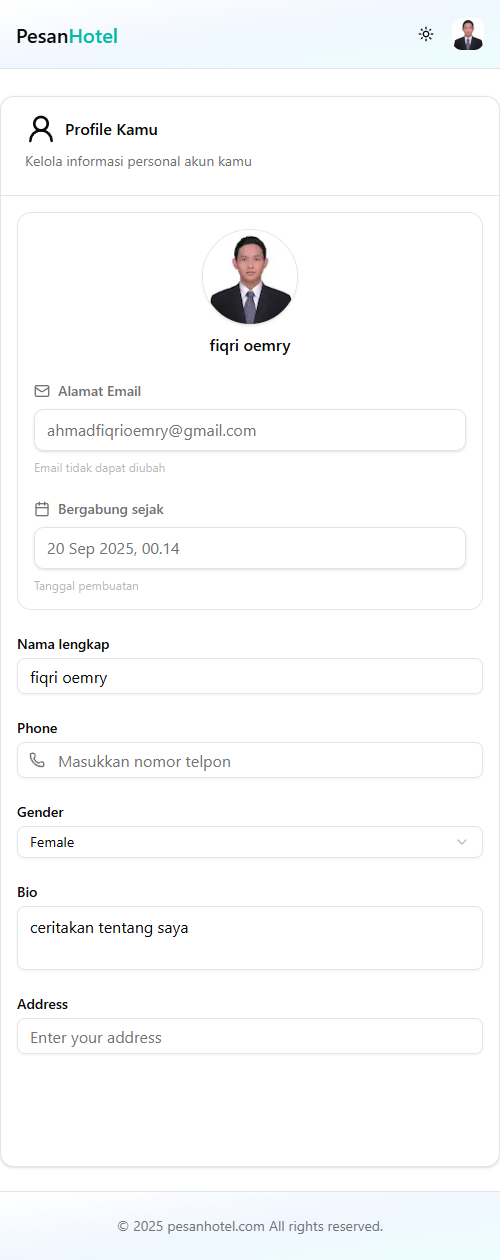 PesanHotel
Profile Kamu
Kelola informasi personal akun kamu
fiqri oemry
Alamat Email
ahmadfiqrioemry@gmail.com
Email tidak dapat diubah
Bergabung sejak
20 Sep 2025, 00.14
Tanggal pembuatan
Nama lengkap
fiqri oemry
Phone
Masukkan nomor telpon
Gender
Female
Bio
ceritakan tentang saya
Address
Enter your address
© 2025 pesanhotel.com All rights reserved.